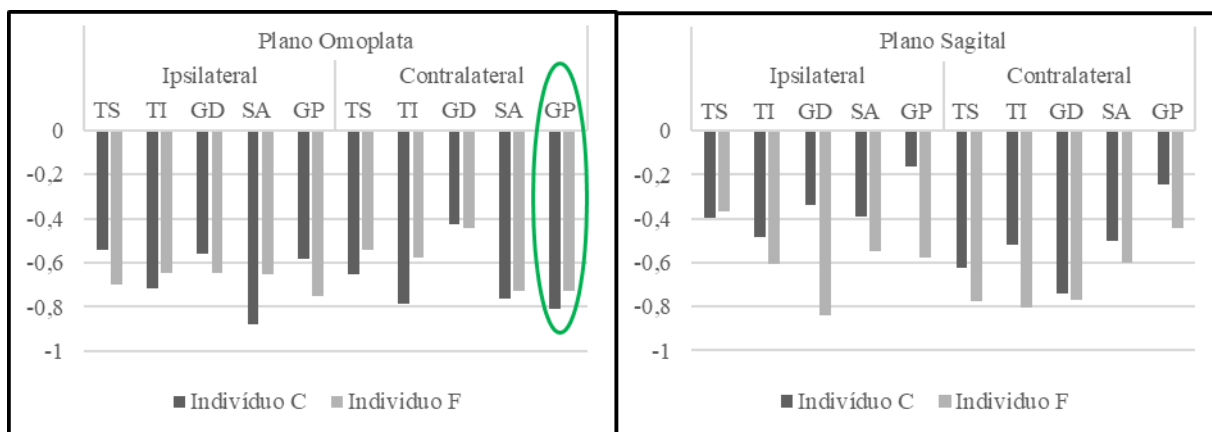 Plano Omoplata
Ipsilateral Contralateral
TS TI GD SA GP TS TI GD SA GP
0
-0,2
-0,4
-0,6
-0,8
-1
Indivíduo C Individuo F
Plano Sagital
Ipsilateral Contralateral
TS TI GD SA GP TS TI GD SA GP
0
-0,2
-0,4
-0,6
-0,8
-1
Indivíduo C Individuo F